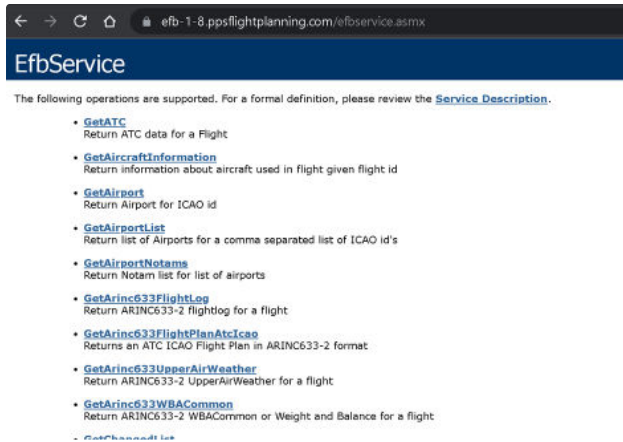 efb-1-8.ppsflightplanning.com/efbservice.asmx
EfbService
The following operations are supported. For a formal definition, please review the Service Description.
• GetATC
Return ATC data for a Flight
• GetAircraftInformation
Return information about aircraft used in flight given flight id
• GetAirport
Return Airport for ICAO id
• GetAirportList
Return list of Airports for a comma separated list of ICAO id's
• GetAirportNotams
Return Notam list for list of airports
• GetArinc633FlightLog
Return ARINC633-2 flightlog for a flight
• GetArinc633FlightPlanAtcIcao
Returns an ATC ICAO Flight Plan in ARINC633-2 format
• GetArinc633UpperAirWeather
Return ARINC633-2 UpperAirWeather for a flight
• GetArinc633WBACommon
Return ARINC633-2 WBACommon or Weight and Balance for a flight
• GetChangedList